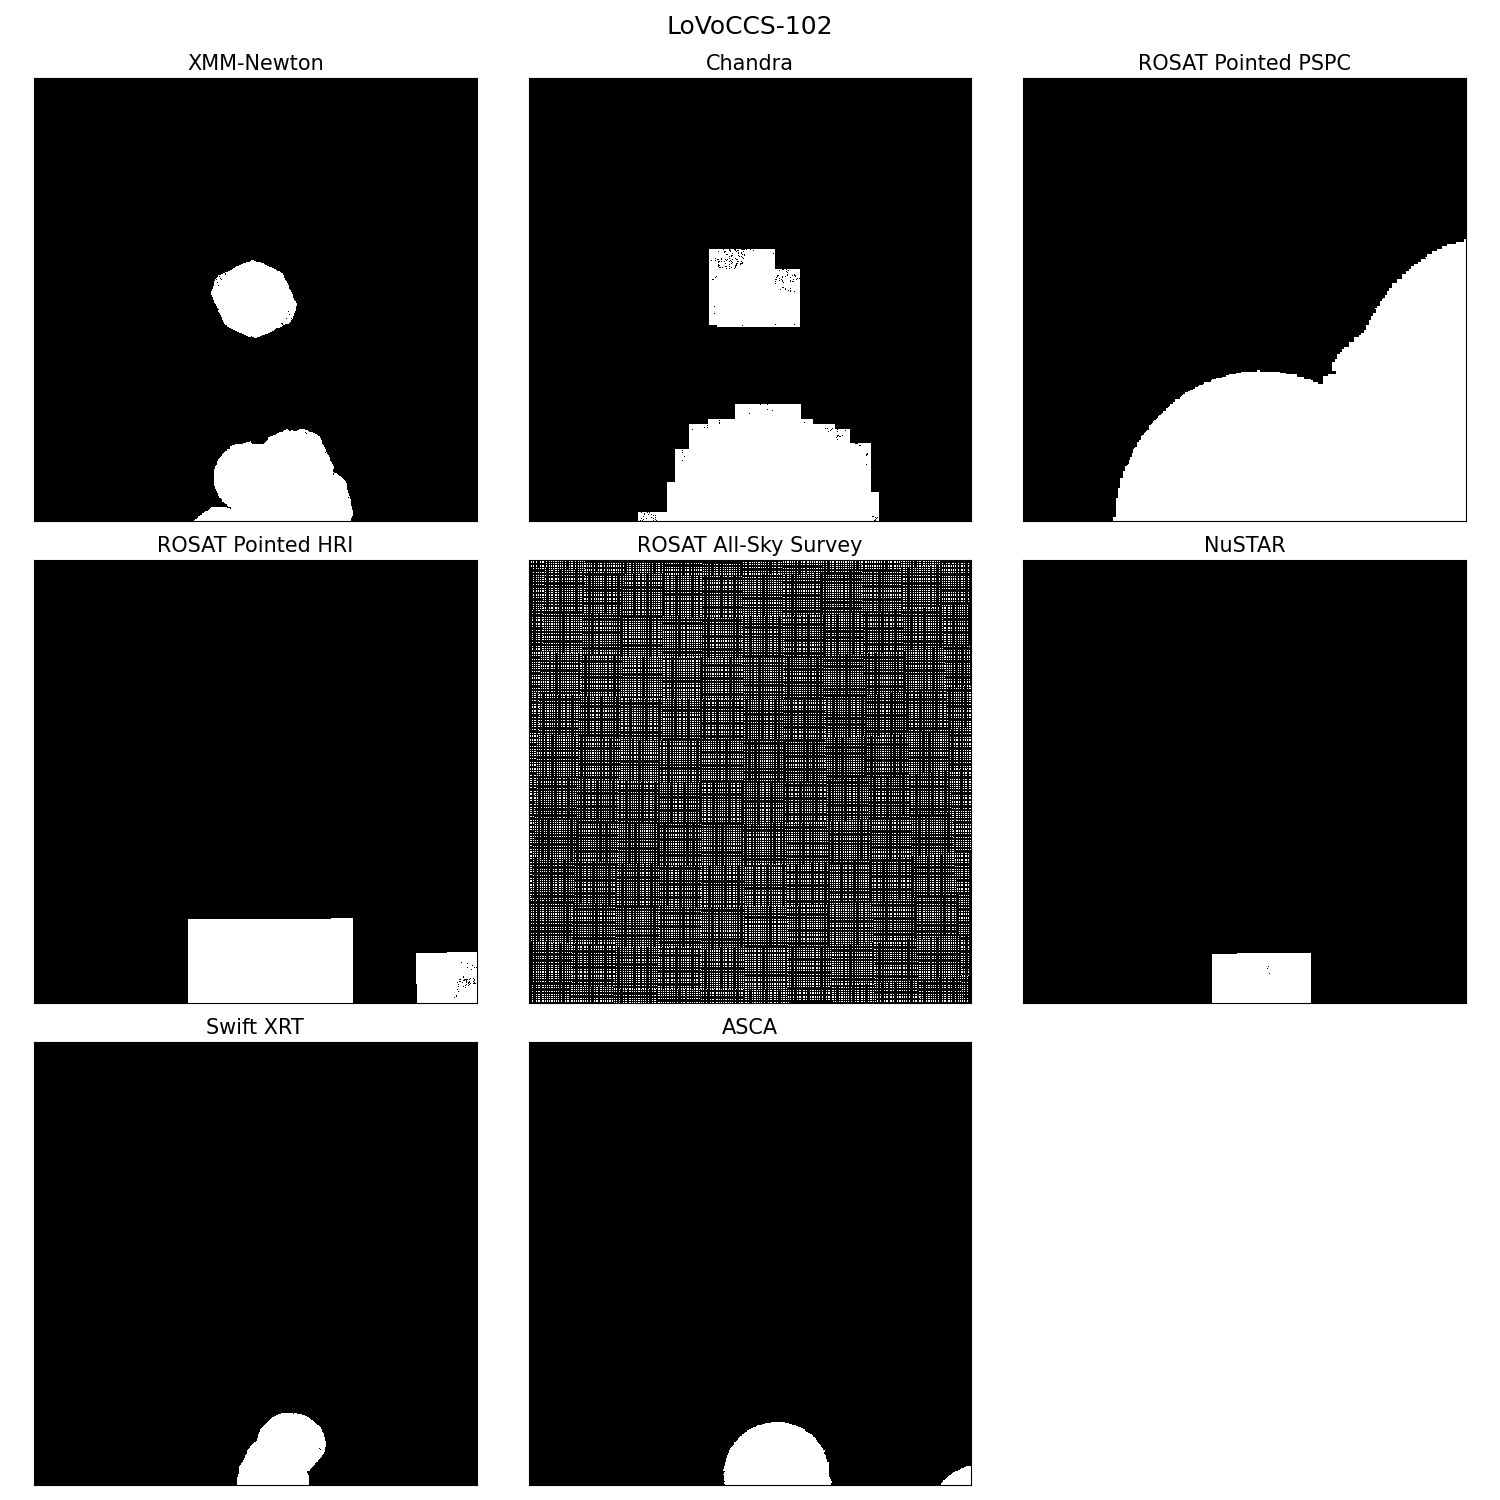 LoVoCCS-102
XMM-Newton
Chandra
ROSAT Pointed PSPC
ROSAT Pointed HRI
ROSAT All-Sky Survey
NuSTAR
Swift XRT
ASCA